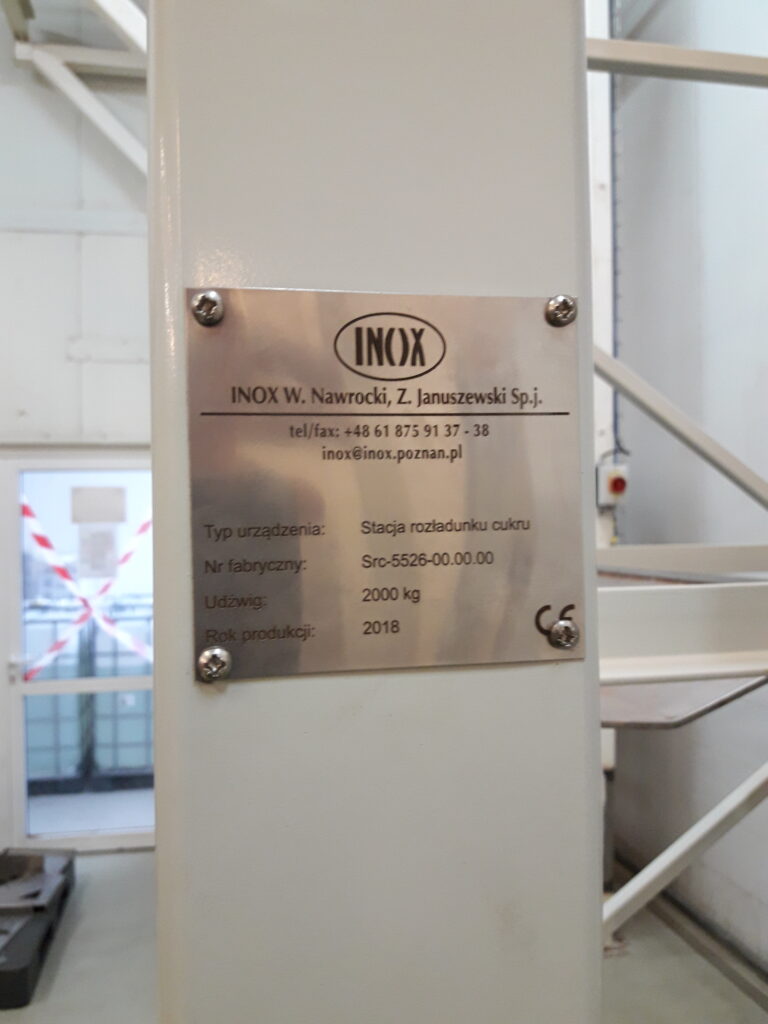 INOX
INOX W. Nawrocki, Z. Januszewski Sp.j.
tel/fax: +48 61 875 91 37 - 38
inox@inox.poznan.pl
Typ urządzenia: Stacja rozładunku cukru
Nr fabryczny: Src-5526-00.00.00
Udźwig: 2000 kg
Rok produkcji: 2018
CE